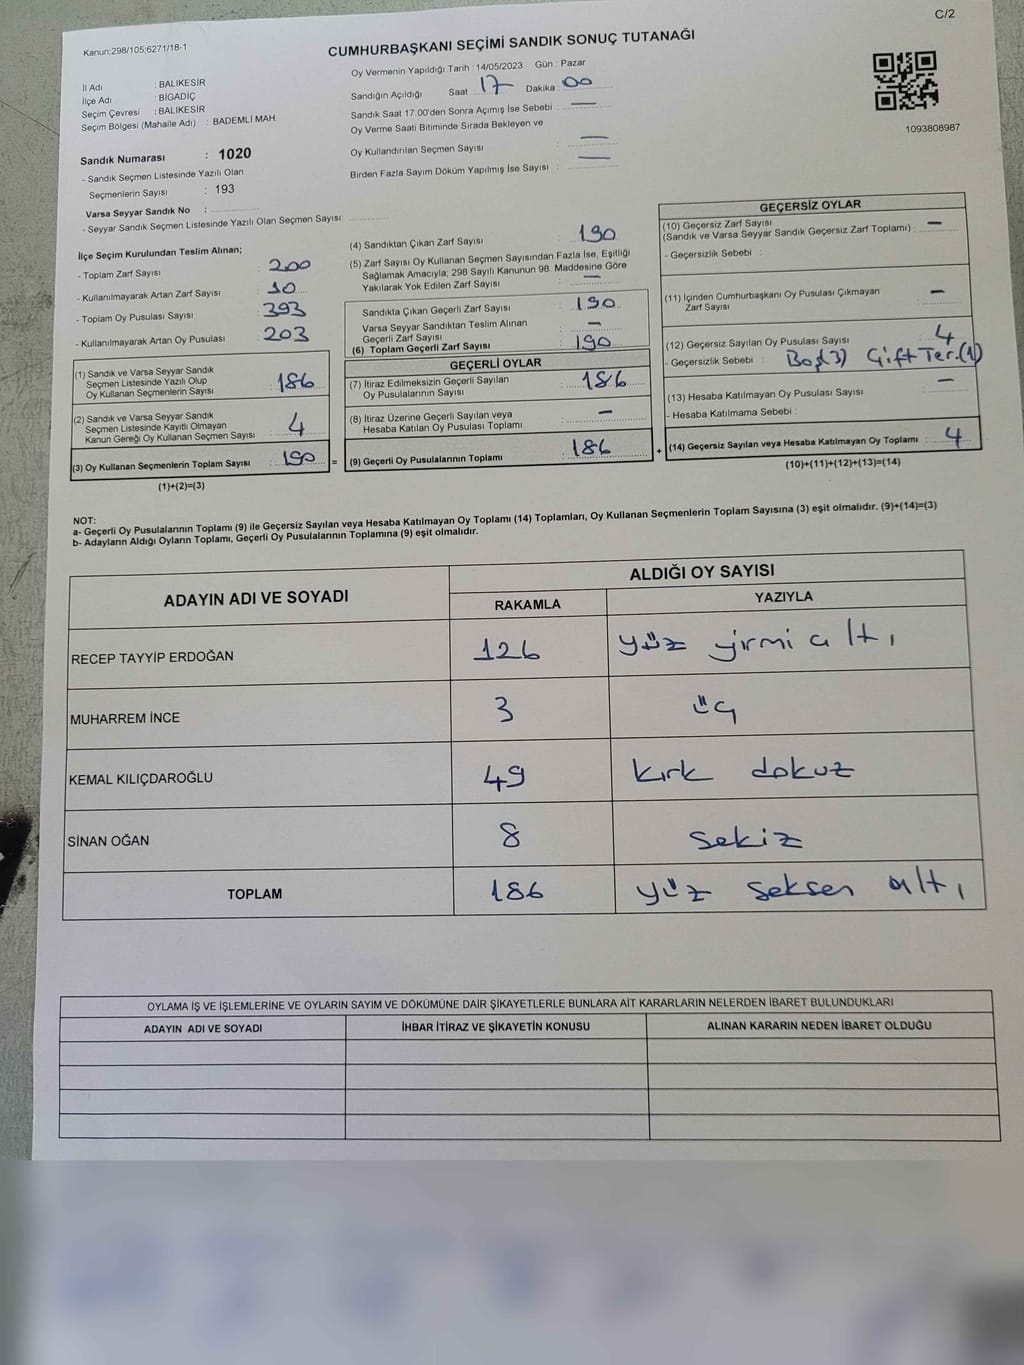 C/2
Kanun;298/105;6271/18-1
CUMHURBAŞKANI SEÇİMİ SANDIK SONUÇ TUTANAĞI
İl Adı : BALIKESİR
İlçe Adı : BİGADİÇ
Seçim Çevresi : BALIKESİR
Seçim Bölgesi (Mahalle Adı) : BADEMLİ MAH.
Sandık Numarası : 1020
- Sandık Seçmen Listesinde Yazılı Olan
Seçmenlerin Sayısı : 193
Varsa Seyyar Sandık No :
- Seyyar Sandık Seçmen Listesinde Yazılı Olan Seçmen Sayısı:
Oy Vermenin Yapıldığı Tarih : 14/05/2023 Gün : Pazar
Sandığın Açıldığı Saat : 17 Dakika : 00
Sandık Saat 17.00'den Sonra Açımış İse Sebebi : —
Oy Verme Saati Bitiminde Sırada Bekleyen ve
Oy Kullandırılan Seçmen Sayısı : —
Birden Fazla Sayım Döküm Yapılmış İse Sayısı : —
1093808987
İlçe Seçim Kurulundan Teslim Alınan;
- Toplam Zarf Sayısı : 200
- Kullanılmayarak Artan Zarf Sayısı : 10
- Toplam Oy Pusulası Sayısı : 393
- Kullanılmayarak Artan Oy Pusulası : 203
(1) Sandık ve Varsa Seyyar Sandık
Seçmen Listesinde Yazılı Olup
Oy Kullanan Seçmenlerin Sayısı : 186
(2) Sandık ve Varsa Seyyar Sandık
Seçmen Listesinde Kayıtlı Olmayan
Kanun Gereği Oy Kullanan Seçmen Sayısı : 4
(3) Oy Kullanan Seçmenlerin Toplam Sayısı : 190 =
(1)+(2)=(3)
(4) Sandıktan Çıkan Zarf Sayısı : 190
(5) Zarf Sayısı Oy Kullanan Seçmen Sayısından Fazla İse, Eşitliği
Sağlamak Amacıyla; 298 Sayılı Kanunun 98. Maddesine Göre
Yakılarak Yok Edilen Zarf Sayısı : —
Sandıkta Çıkan Geçerli Zarf Sayısı : 190
Varsa Seyyar Sandıktan Teslim Alınan
Geçerli Zarf Sayısı : —
(6) Toplam Geçerli Zarf Sayısı : 190
GEÇERLİ OYLAR
(7) İtiraz Edilmeksizin Geçerli Sayılan
Oy Pusulalarının Sayısı : 186
(8) İtiraz Üzerine Geçerli Sayılan veya
Hesaba Katılan Oy Pusulası Toplamı : —
(9) Geçerli Oy Pusulalarının Toplamı : 186 +
GEÇERSİZ OYLAR
(10) Geçersiz Zarf Sayısı
(Sandık ve Varsa Seyyar Sandık Geçersiz Zarf Toplamı) : —
- Geçersizlik Sebebi :
(11) İçinden Cumhurbaşkanı Oy Pusulası Çıkmayan
Zarf Sayısı : —
(12) Geçersiz Sayılan Oy Pusulası Sayısı : 4
- Geçersizlik Sebebi : Boş(3) Çift Ter.(1)
(13) Hesaba Katılmayan Oy Pusulası Sayısı : —
- Hesaba Katılmama Sebebi :
(14) Geçersiz Sayılan veya Hesaba Katılmayan Oy Toplamı : 4
(10)+(11)+(12)+(13)=(14)
NOT:
a- Geçerli Oy Pusulalarının Toplamı (9) ile Geçersiz Sayılan veya Hesaba Katılmayan Oy Toplamı (14) Toplamları, Oy Kullanan Seçmenlerin Toplam Sayısına (3) eşit olmalıdır. (9)+(14)=(3)
b- Adayların Aldığı Oyların Toplamı, Geçerli Oy Pusulalarının Toplamına (9) eşit olmalıdır.
ADAYIN ADI VE SOYADI ALDIĞI OY SAYISI
RAKAMLA YAZIYLA
RECEP TAYYİP ERDOĞAN 126 yüz yirmi altı
MUHARREM İNCE 3 üç
KEMAL KILIÇDAROĞLU 49 kırk dokuz
SİNAN OĞAN 8 sekiz
TOPLAM 186 yüz seksen altı
OYLAMA İŞ VE İŞLEMLERİNE VE OYLARIN SAYIM VE DÖKÜMÜNE DAİR ŞİKAYETLERLE BUNLARA AİT KARARLARIN NELERDEN İBARET BULUNDUKLARI
ADAYIN ADI VE SOYADI İHBAR İTİRAZ VE ŞİKAYETİN KONUSU ALINAN KARARIN NEDEN İBARET OLDUĞU